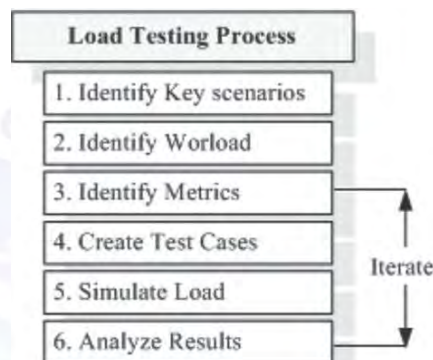 Load Testing Process
1. Identify Key scenarios
2. Identify Worload
3. Identify Metrics
4. Create Test Cases
Iterate
5. Simulate Load
6. Analyze Results